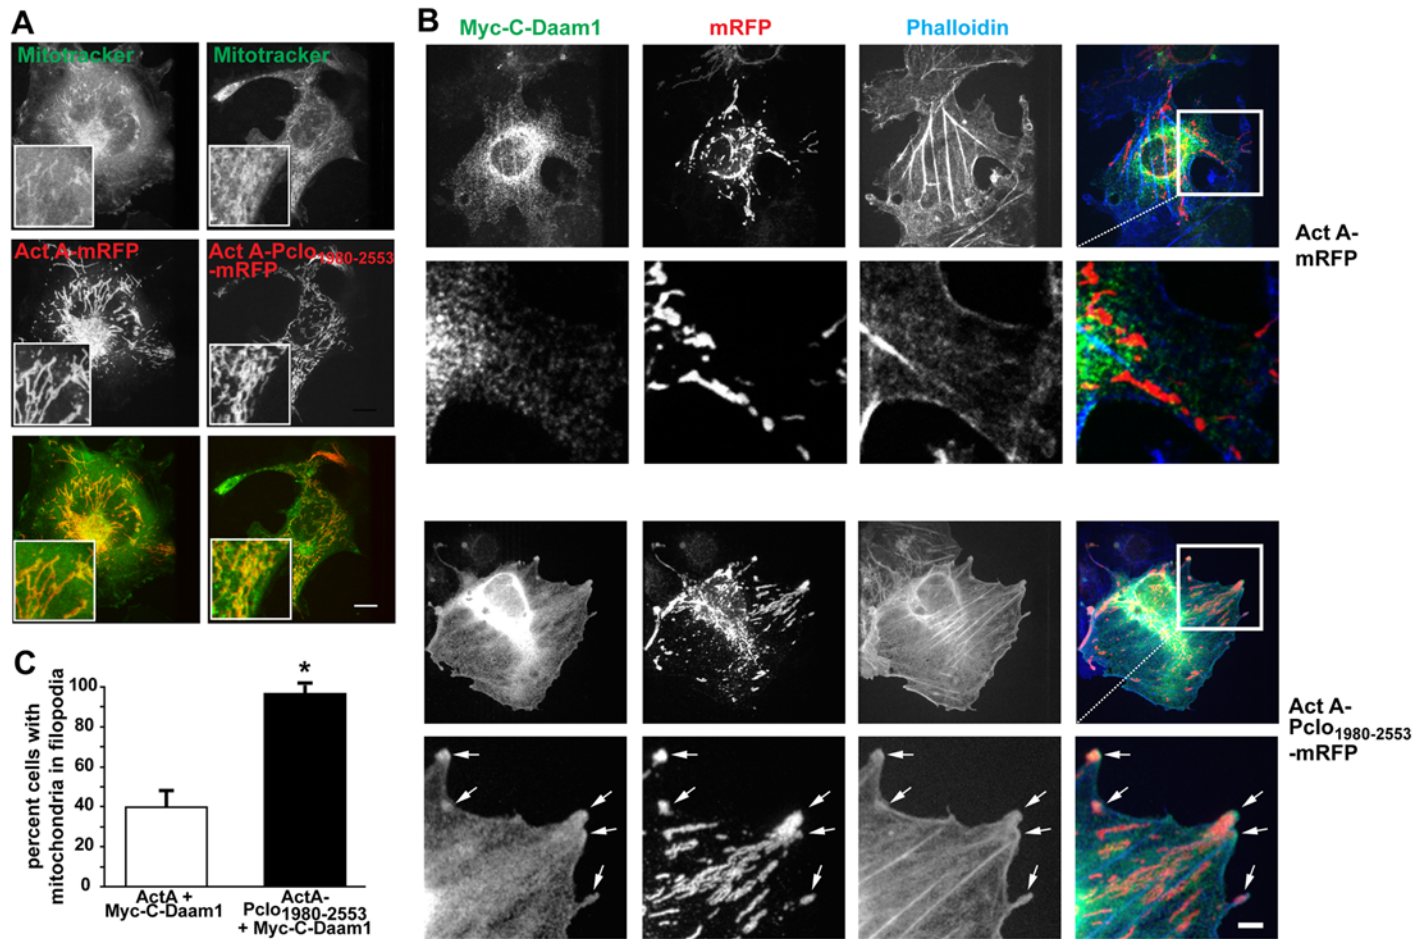 A
Mitotracker
Mitotracker
Act A-mRFP
Act A-Pclo1980-2553
-mRFP
B
Myc-C-Daam1
mRFP
Phalloidin
Act A-
mRFP
Act A-
Pclo1980-2553
-mRFP
C
percent cells with
mitochondria in filopodia
100
80
60
40
20
0
*
ActA +
Myc-C-Daam1
ActA-
Pclo1980-2553
+ Myc-C-Daam1